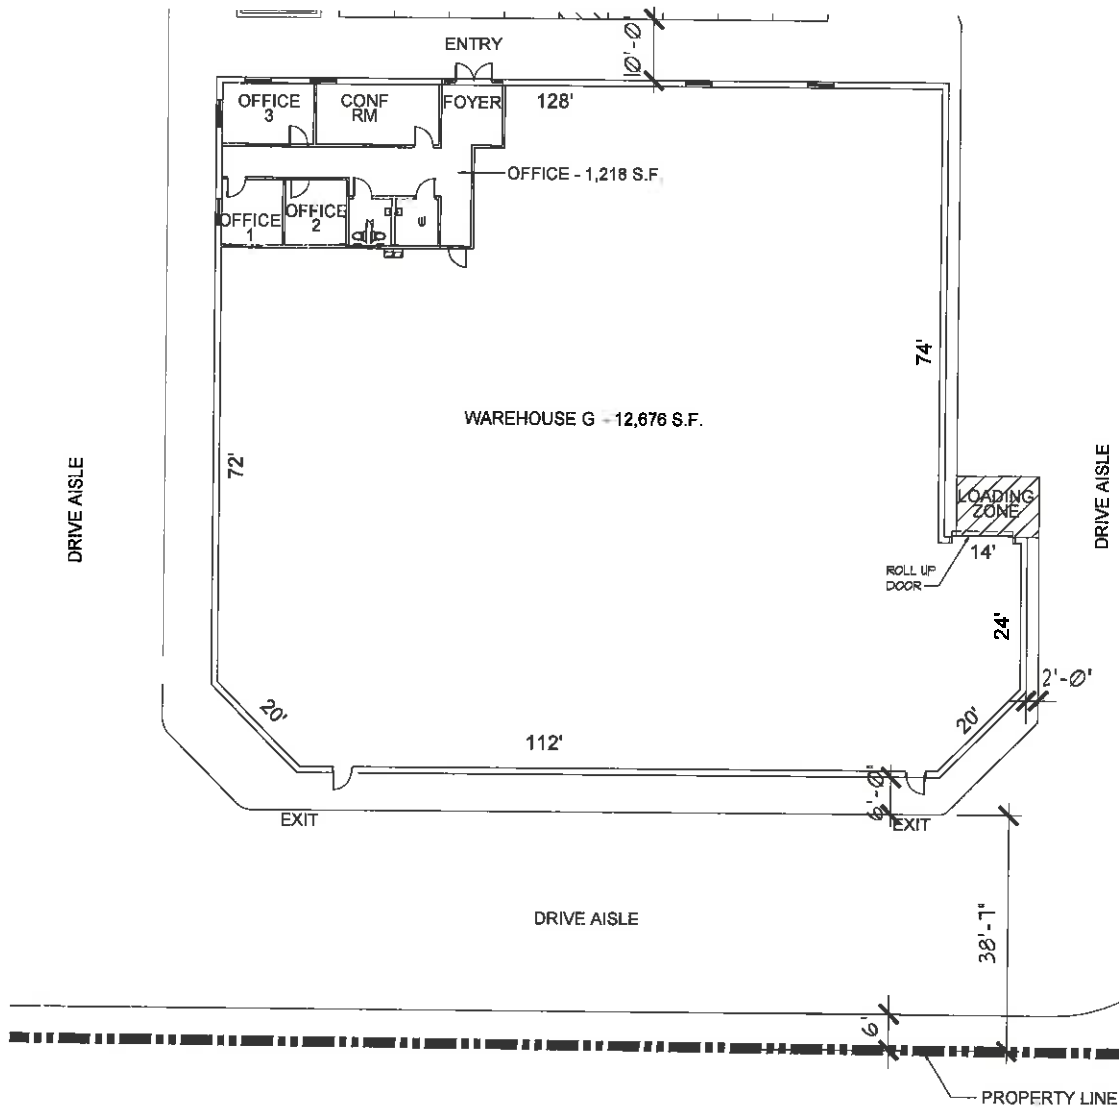 10'-0
ENTRY
OFFICE
3
CONF
RM
FOYER
128'
OFFICE - 1,218 S.F.
OFFICE
1
OFFICE
2
74'
WAREHOUSE G - 12,676 S.F.
72'
DRIVE AISLE
DRIVE AISLE
LOADING
ZONE
14'
ROLL UP
DOOR
24'
2'-0"
20'
20'
112'
6'-0"
EXIT
EXIT
DRIVE AISLE
38'-7"
6'
PROPERTY LINE